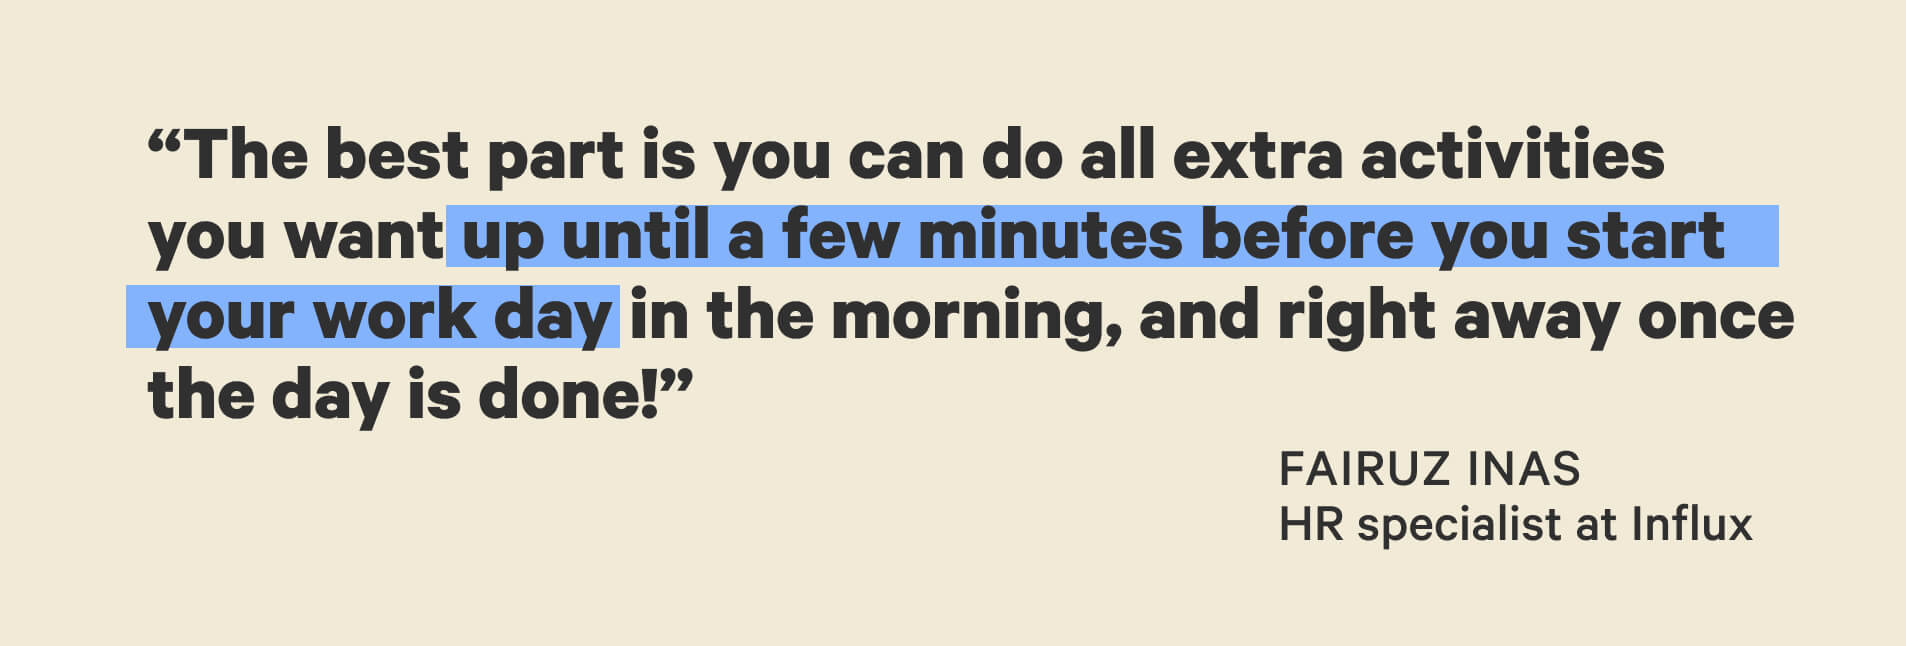 “The best part is you can do all extra activities
you want up until a few minutes before you start
your work day in the morning, and right away once
the day is done!”
FAIRUZ INAS
HR specialist at Influx